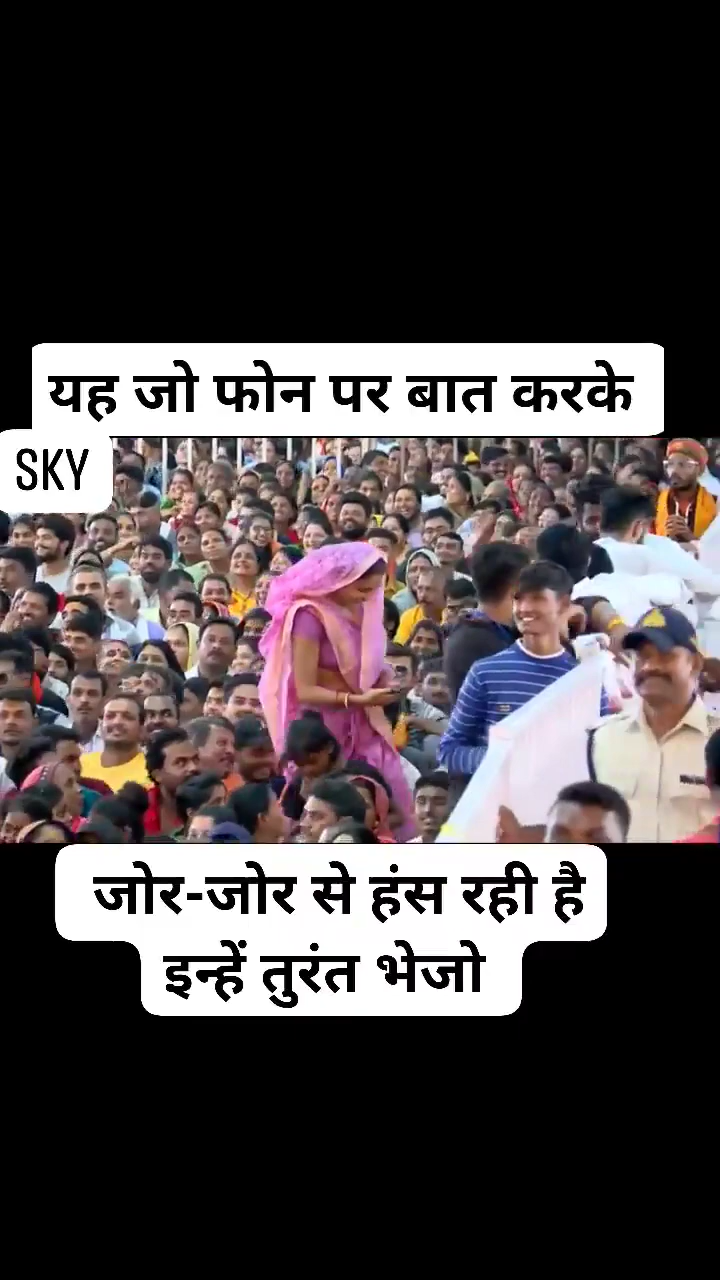 यह जो फोन पर बात करके
SKY
जोर-जोर से हंस रही है
इन्हें तुरंत भेजो